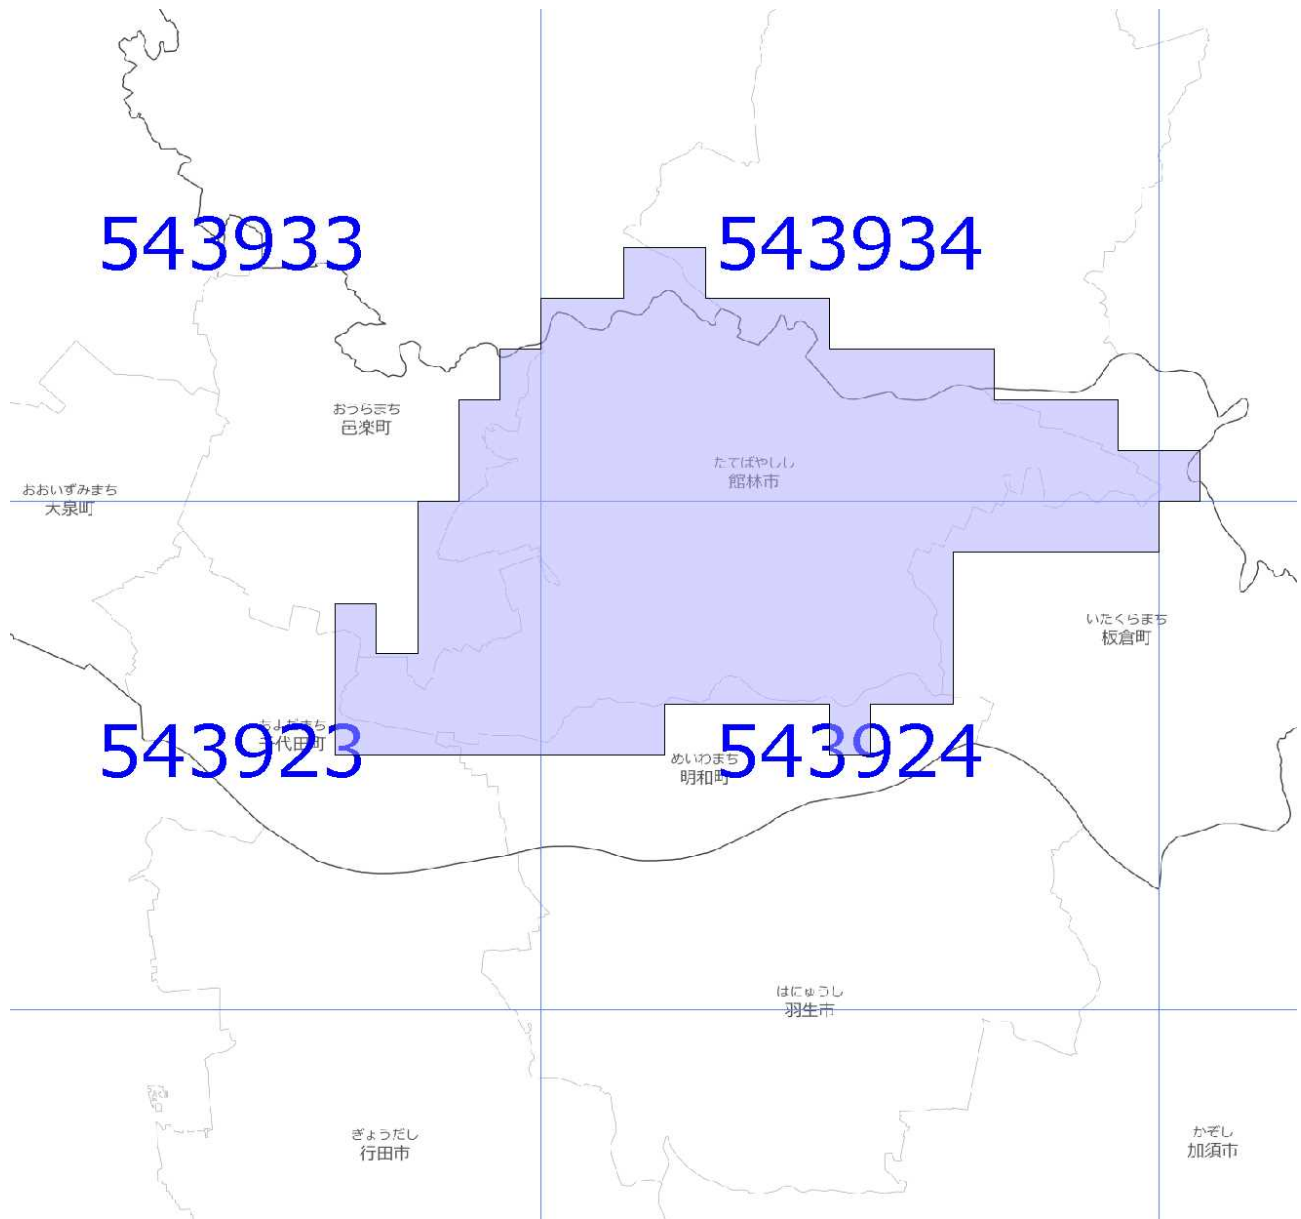 543933
543934
おうらまち
邑楽町
たてばやしし
館林市
おおいずみまち
大泉町
いたくらまち
板倉町
ちよだまち
千代田町
543923
めいわまち
明和町
543924
はにゅうし
羽生市
ぎょうだし
行田市
かぞし
加須市